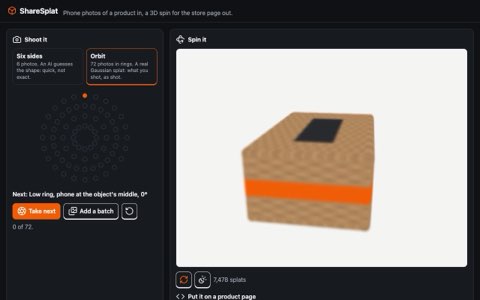 ShareSplat Phone photos of a product in, a 3D spin for the store page out.
Shoot it
Six sides
6 photos. An AI guesses
the shape: quick, not
exact.
Orbit
72 photos in rings. A real
Gaussian splat: what you
shot, as shot.
Next: Low ring, phone at the object's middle, 0°
Take next
Add a batch
0 of 72.
Spin it
7,478 splats
Put it on a product page